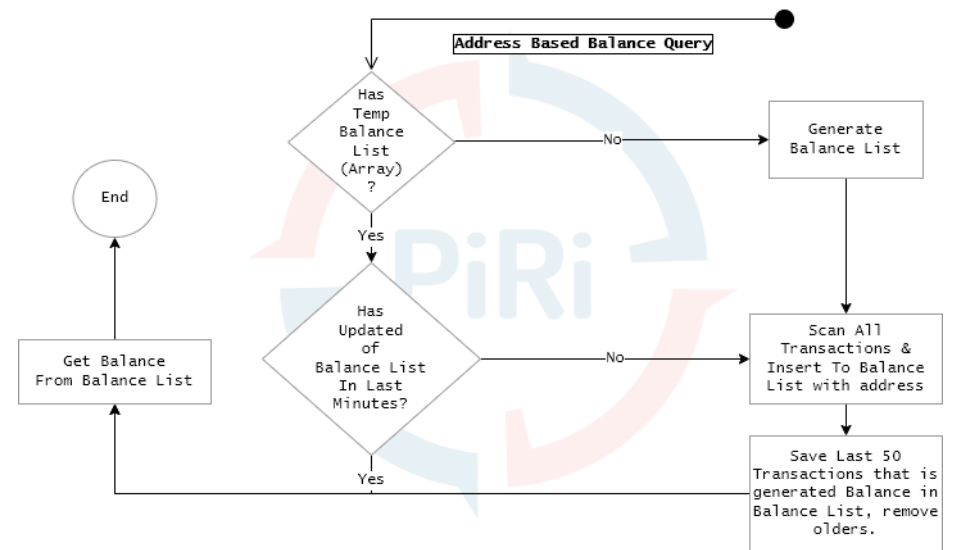 Address Based Balance Query
Has
Temp
Balance
List
(Array)
?
No
Generate
Balance List
End
Yes
PiRi
Has
Updated
of
Balance List
In Last
Minutes?
No
Scan All
Transactions &
Insert To Balance
List with address
Get Balance
From Balance List
Yes
Save Last 50
Transactions that is
generated Balance in
Balance List, remove
olders.